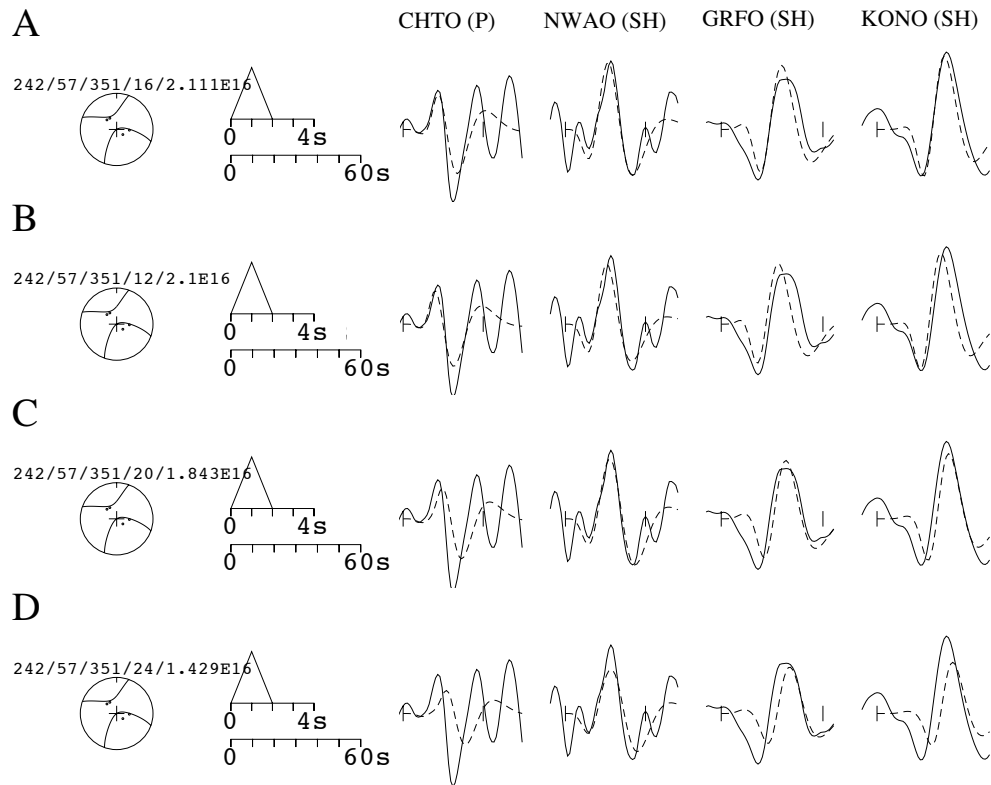 A
CHTO (P) NWAO (SH) GRFO (SH) KONO (SH)
242/57/351/16/2.111E16
0 4s
0 60s
B
242/57/351/12/2.1E16
0 4s
0 60s
C
242/57/351/20/1.843E16
0 4s
0 60s
D
242/57/351/24/1.429E16
0 4s
0 60s